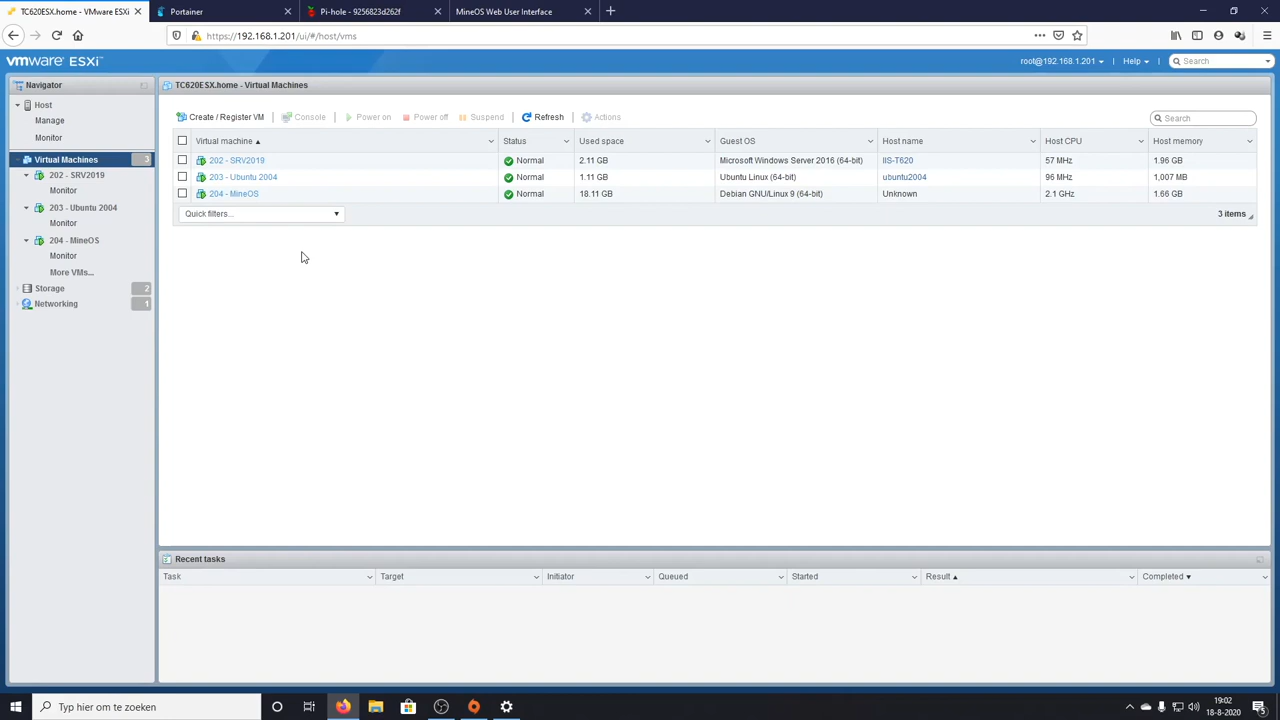 TC620ESX.home - VMware ESXi
Portainer
Pi-hole - 9256823d262f
MineOS Web User Interface
https://192.168.1.201/ui/#/host/vms
vmware ESXi
root@192.168.1.201
Help
Search
Navigator
TC620ESX.home - Virtual Machines
Host
Manage
Monitor
Virtual Machines 3
202 - SRV2019
Monitor
203 - Ubuntu 2004
Monitor
204 - MineOS
Monitor
More VMs...
Storage 2
Networking 1
Create / Register VM
Console
Power on
Power off
Suspend
Refresh
Actions
Search
Virtual machine Status Used space Guest OS Host name Host CPU Host memory
202 - SRV2019 Normal 2.11 GB Microsoft Windows Server 2016 (64-bit) IIS-T620 57 MHz 1.96 GB
203 - Ubuntu 2004 Normal 1.11 GB Ubuntu Linux (64-bit) ubuntu2004 96 MHz 1,007 MB
204 - MineOS Normal 18.11 GB Debian GNU/Linux 9 (64-bit) Unknown 2.1 GHz 1.66 GB
Quick filters...
3 items
Recent tasks
Task Target Initiator Queued Started Result Completed
Typ hier om te zoeken
19:02
18-8-2020
5